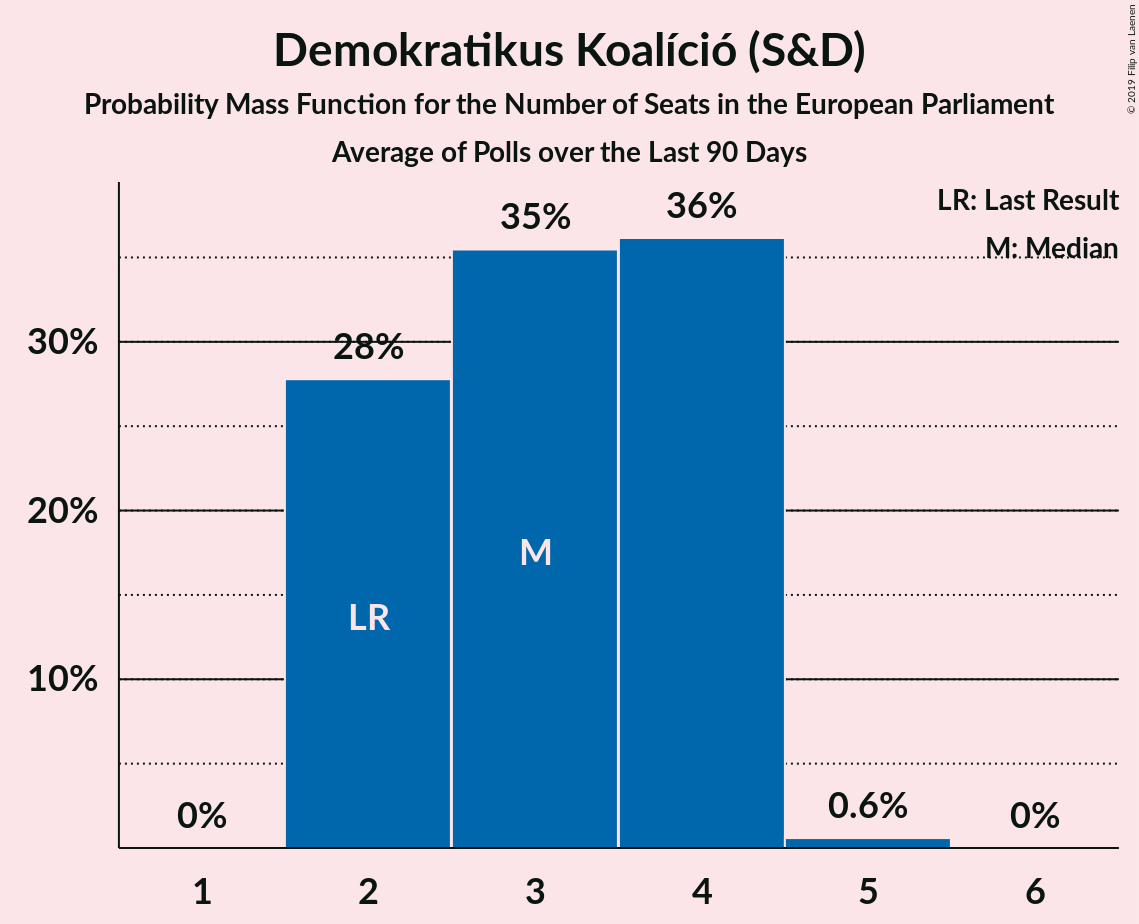 Demokratikus Koalíció (S&D)
Probability Mass Function for the Number of Seats in the European Parliament
Average of Polls over the Last 90 Days
© 2019 Filip van Laenen
LR: Last Result
M: Median
35%
36%
28%
30%
20%
10%
M
LR
0%
0.6%
0%
1
2
3
4
5
6